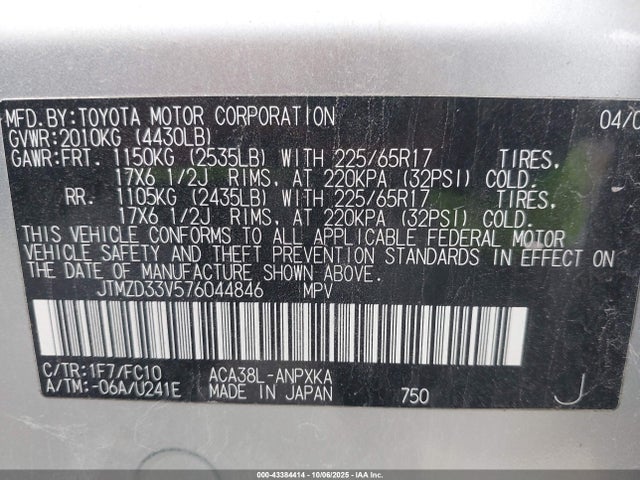 MFD.BY:TOYOTA MOTOR CORPORATION 04/0
GVWR:2010KG (4430LB)
GAWR:FRT. 1150KG (2535LB) WITH 225/65R17 TIRES,
17X6 1/2J RIMS, AT 220KPA (32PSI) COLD.
RR. 1105KG (2435LB) WITH 225/65R17 TIRES,
17X6 1/2J RIMS, AT 220KPA (32PSI) COLD.
THIS VEHICLE CONFORMS TO ALL APPLICABLE FEDERAL MOTOR
VEHICLE SAFETY AND THEFT PREVENTION STANDARDS IN EFFECT ON
THE DATE OF MANUFACTURE SHOWN ABOVE.
JTMZD33V576044846 MPV
C/TR:1F7/FC10 ACA38L-ANPXKA
A/TM:-06A/U241E MADE IN JAPAN 750 J
000-43384414 - 10/06/2025 - IAA Inc.